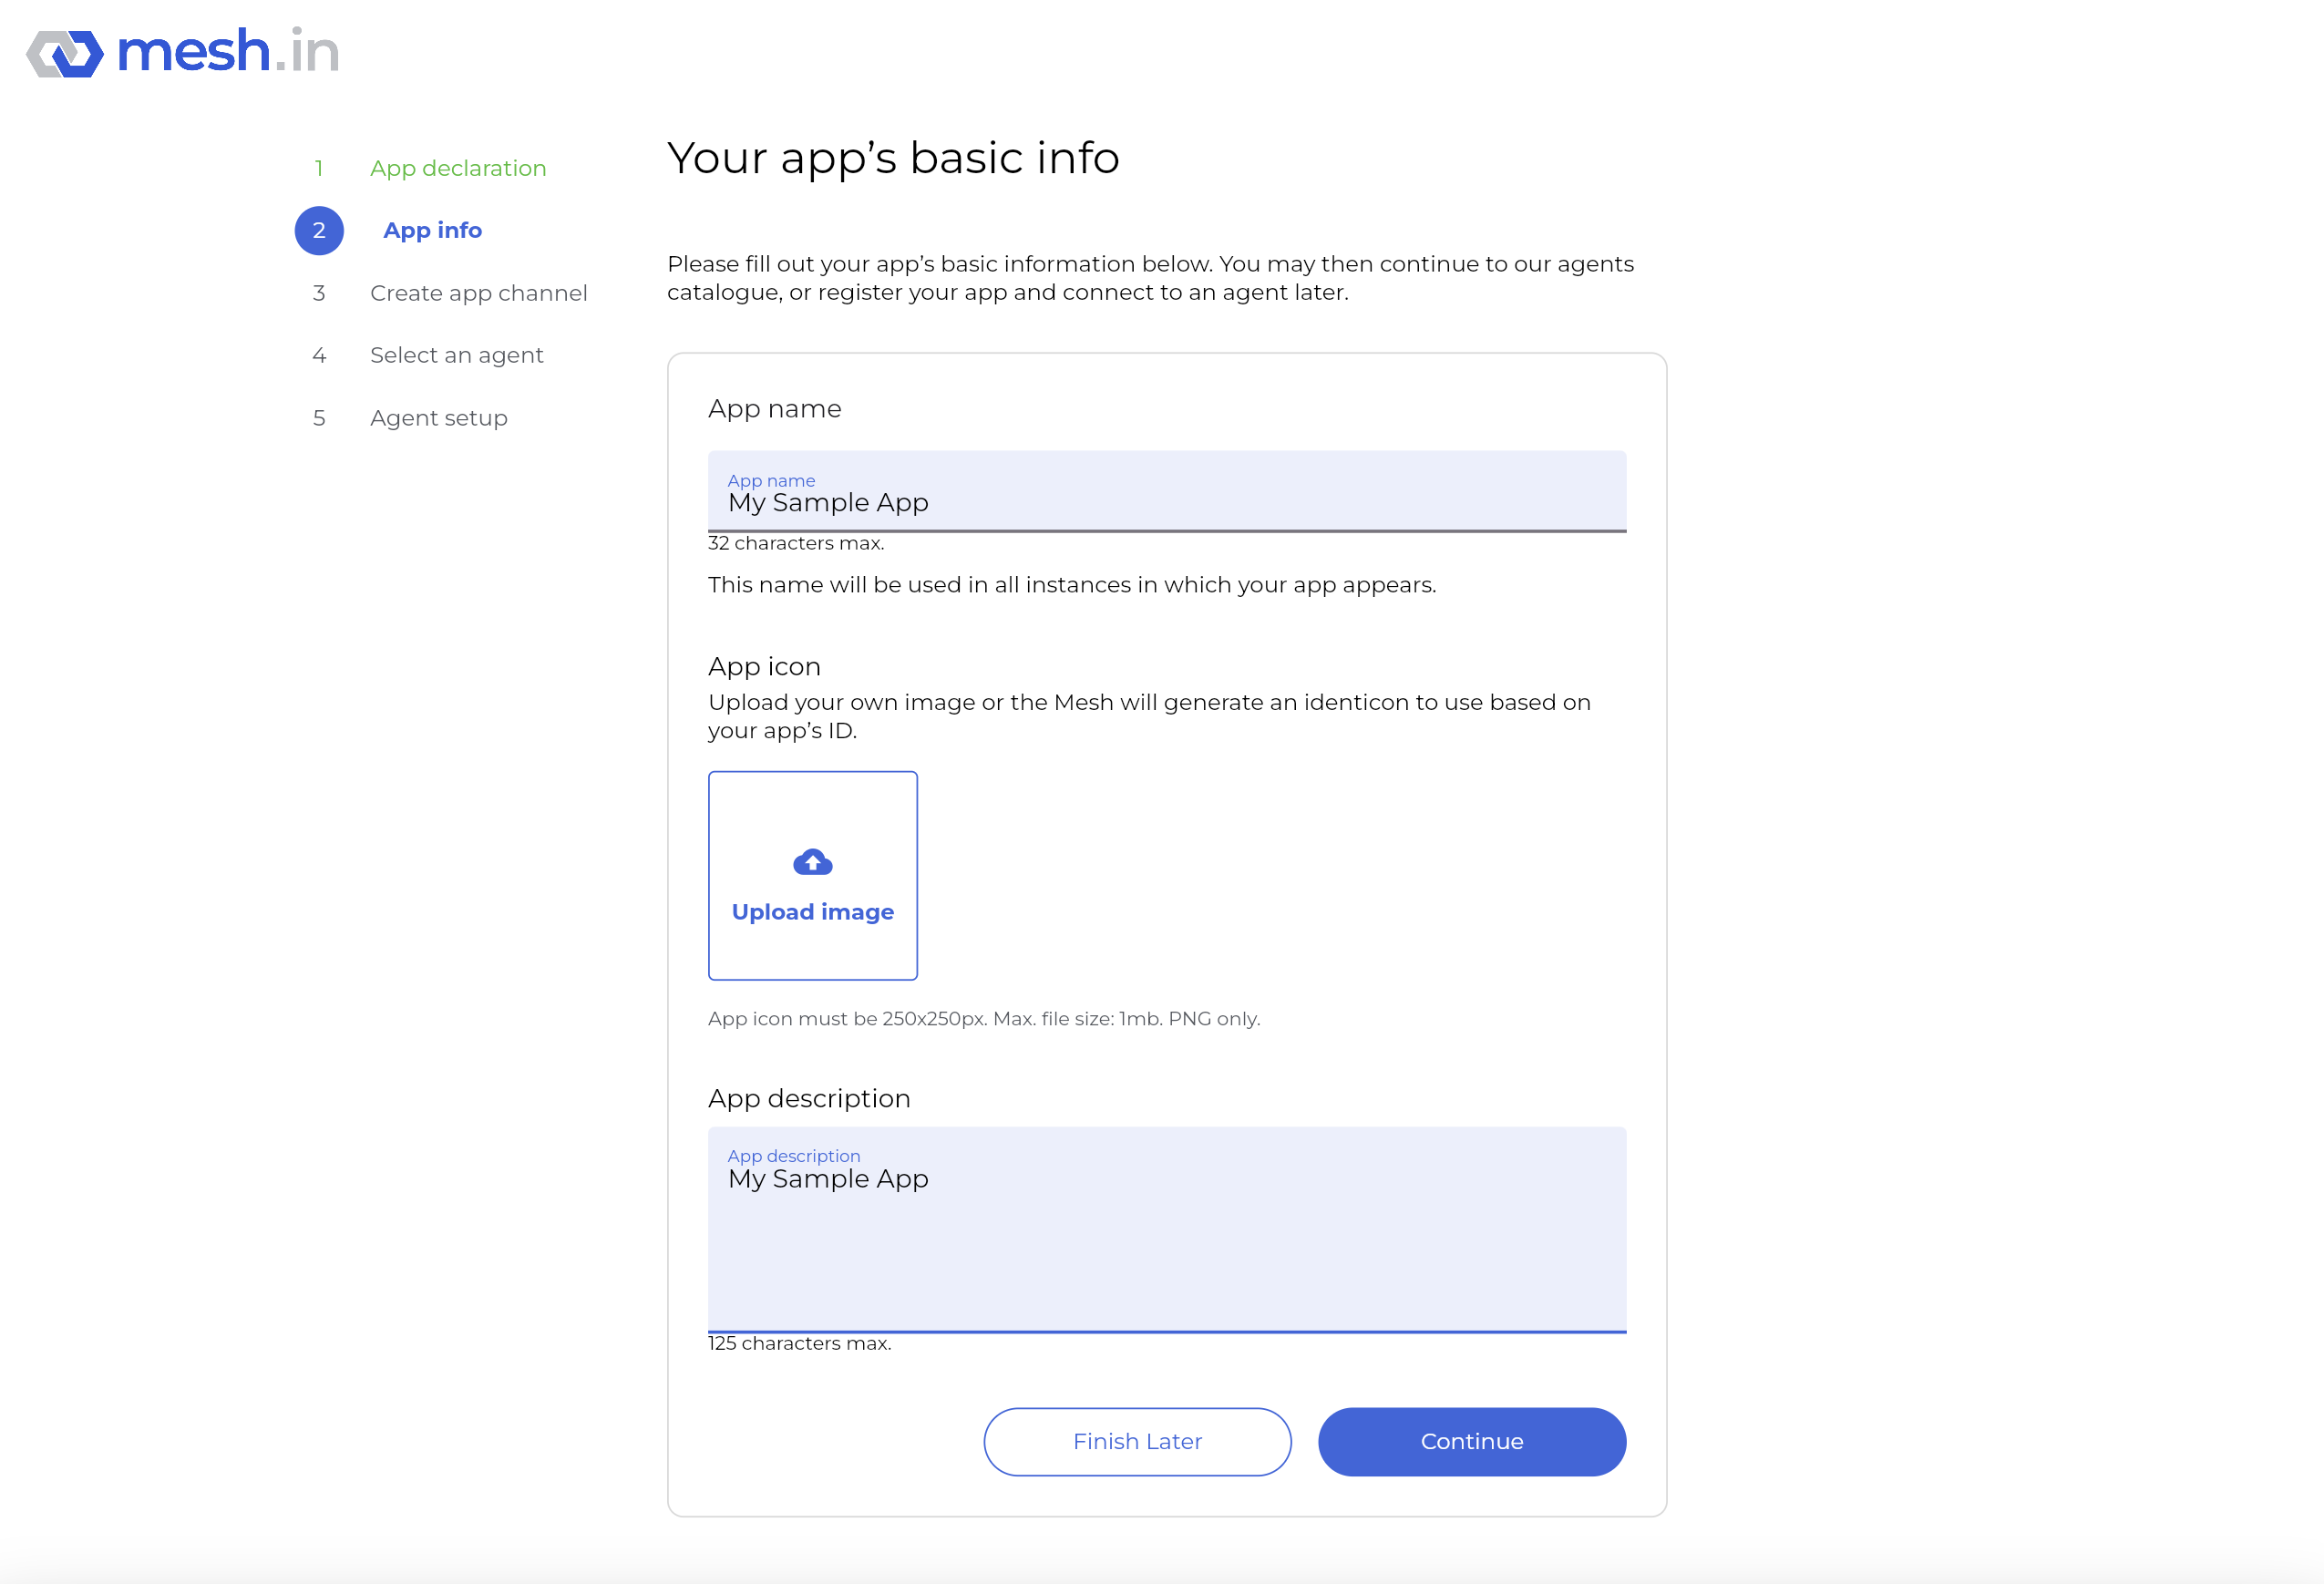 mesh.in
1 App declaration
2 App info
3 Create app channel
4 Select an agent
5 Agent setup
Your app’s basic info
Please fill out your app’s basic information below. You may then continue to our agents
catalogue, or register your app and connect to an agent later.
App name
App name
My Sample App
32 characters max.
This name will be used in all instances in which your app appears.
App icon
Upload your own image or the Mesh will generate an identicon to use based on
your app’s ID.
Upload image
App icon must be 250x250px. Max. file size: 1mb. PNG only.
App description
App description
My Sample App
125 characters max.
Finish Later
Continue